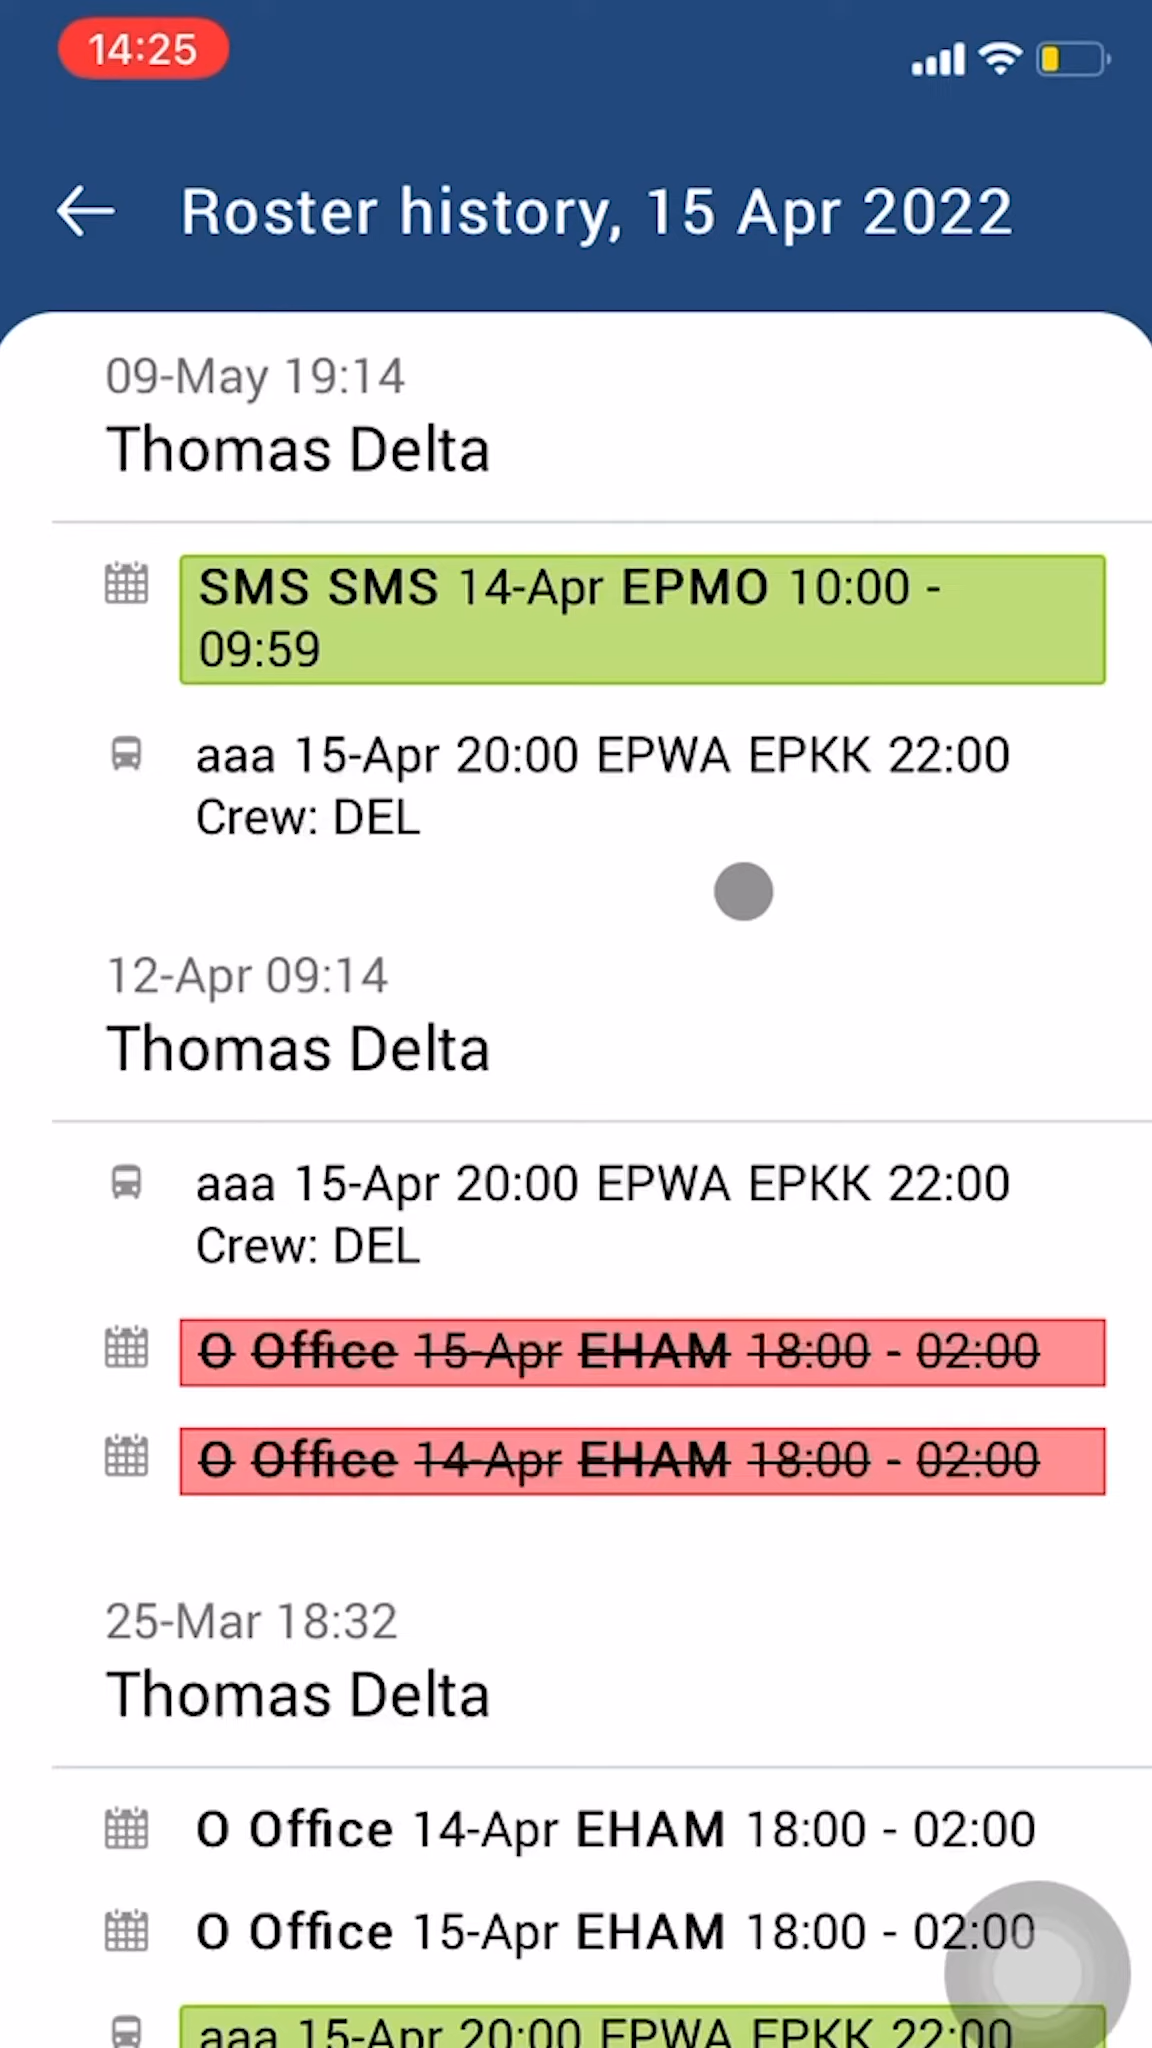 14:25
Roster history, 15 Apr 2022
09-May 19:14
Thomas Delta
SMS SMS 14-Apr EPMO 10:00 -
09:59
aaa 15-Apr 20:00 EPWA EPKK 22:00
Crew: DEL
12-Apr 09:14
Thomas Delta
aaa 15-Apr 20:00 EPWA EPKK 22:00
Crew: DEL
O Office 15-Apr EHAM 18:00 - 02:00
O Office 14-Apr EHAM 18:00 - 02:00
25-Mar 18:32
Thomas Delta
O Office 14-Apr EHAM 18:00 - 02:00
O Office 15-Apr EHAM 18:00 - 02:00
aaa 15-Apr 20:00 EPWA EPKK 22:00